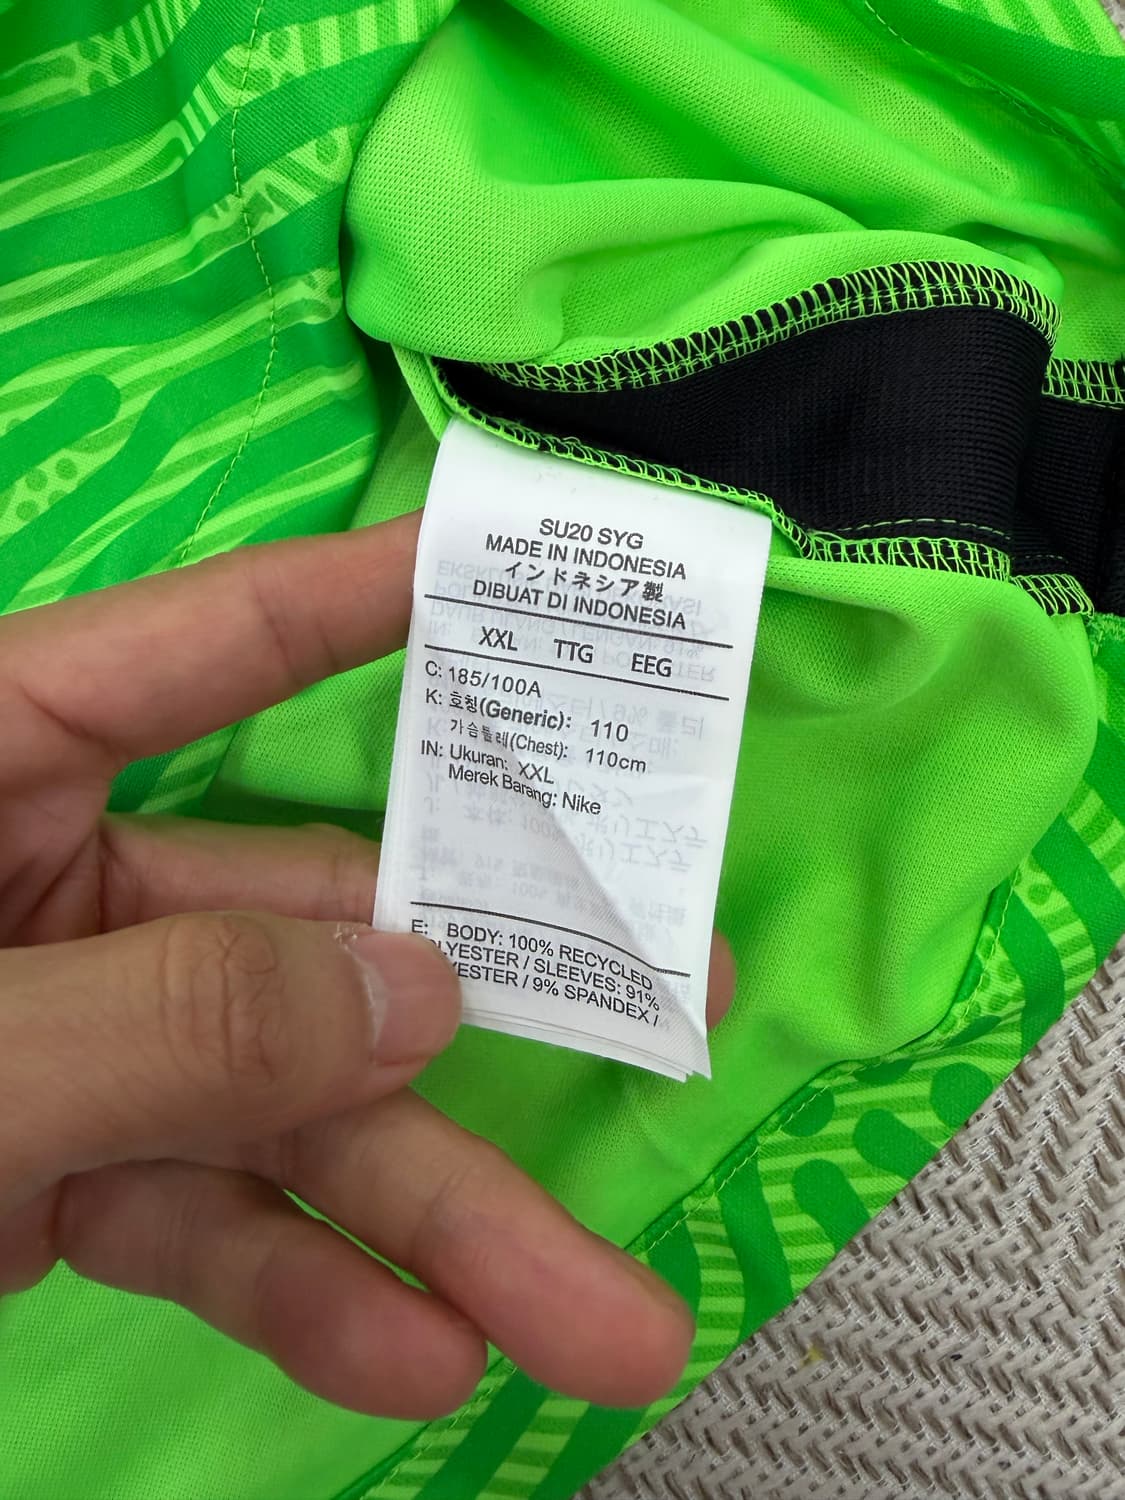 SU20 SYG
MADE IN INDONESIA
インドネシア製
DIBUAT DI INDONESIA
XXL TTG EEG
C: 185/100A
K: 호칭(Generic): 110
가슴둘레(Chest): 110cm
IN: Ukuran: XXL
Merek Barang: Nike
E: BODY: 100% RECYCLED
LYESTER / SLEEVES: 91%
YESTER / 9% SPANDEX /